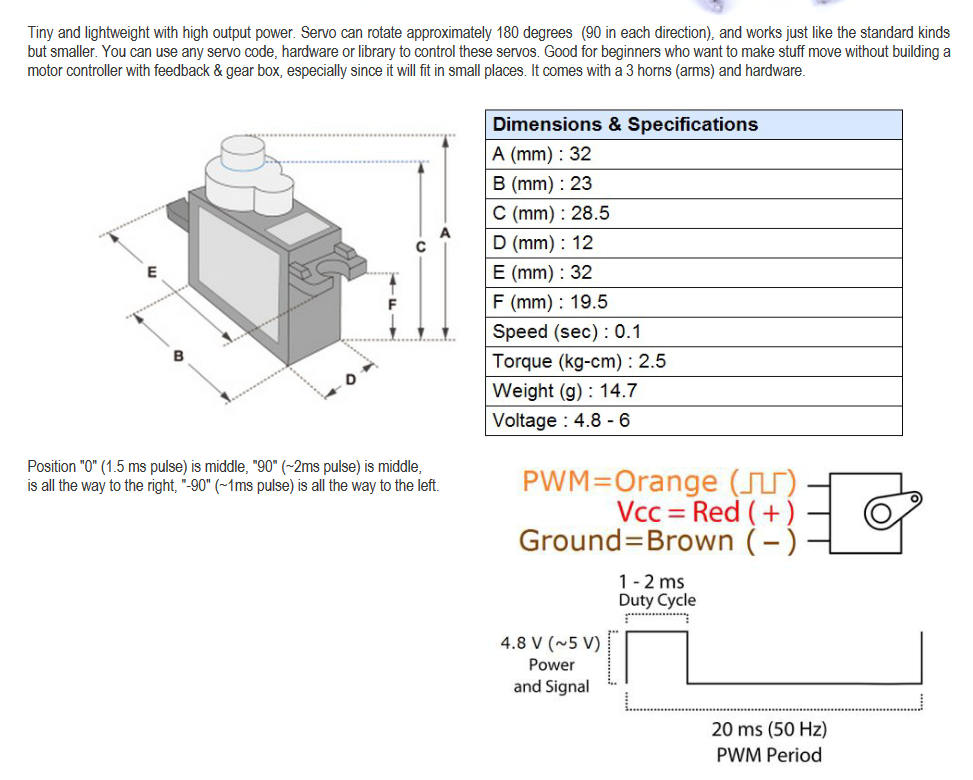 Tiny and lightweight with high output power. Servo can rotate approximately 180 degrees (90 in each direction), and works just like the standard kinds
but smaller. You can use any servo code, hardware or library to control these servos. Good for beginners who want to make stuff move without building a
motor controller with feedback & gear box, especially since it will fit in small places. It comes with a 3 horns (arms) and hardware.
Dimensions & Specifications
A (mm) : 32
B (mm) : 23
C (mm) : 28.5
D (mm) : 12
E (mm) : 32
F (mm) : 19.5
Speed (sec) : 0.1
Torque (kg-cm) : 2.5
Weight (g) : 14.7
Voltage : 4.8 - 6
A
C
E
F
B
D
Position "0" (1.5 ms pulse) is middle, "90" (~2ms pulse) is middle,
is all the way to the right, "-90" (~1ms pulse) is all the way to the left.
PWM=Orange ( )
Vcc = Red ( + )
Ground=Brown ( − )
1 - 2 ms
Duty Cycle
4.8 V (~5 V)
Power
and Signal
20 ms (50 Hz)
PWM Period